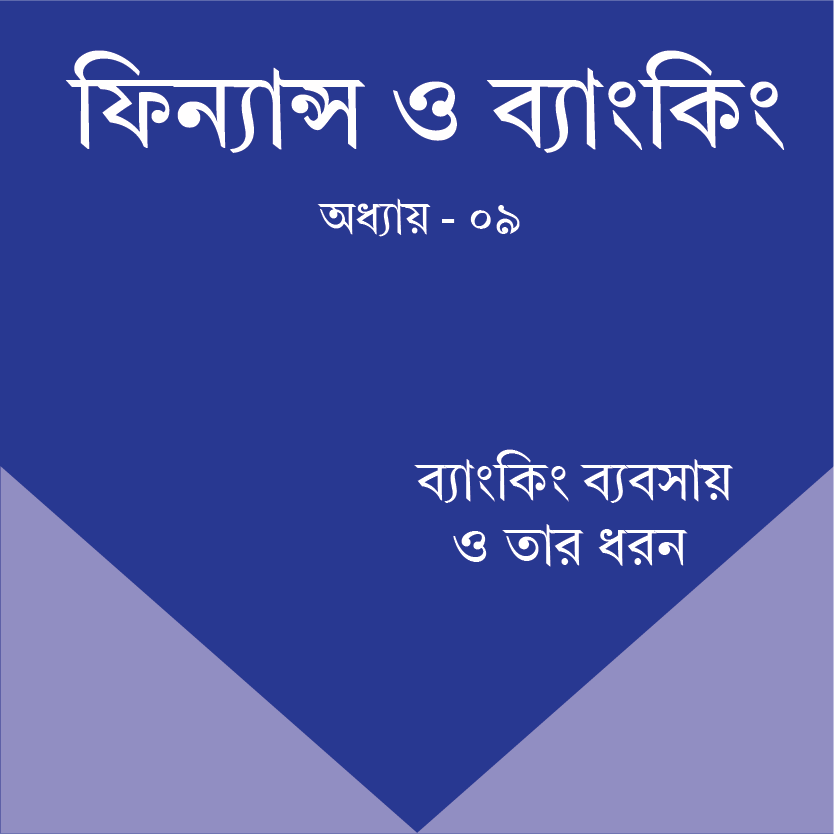 ফিন্যান্স ও ব্যাংকিং
অধ্যায় - ০৯
ব্যাংকিং ব্যবসায়
ও তার ধরন